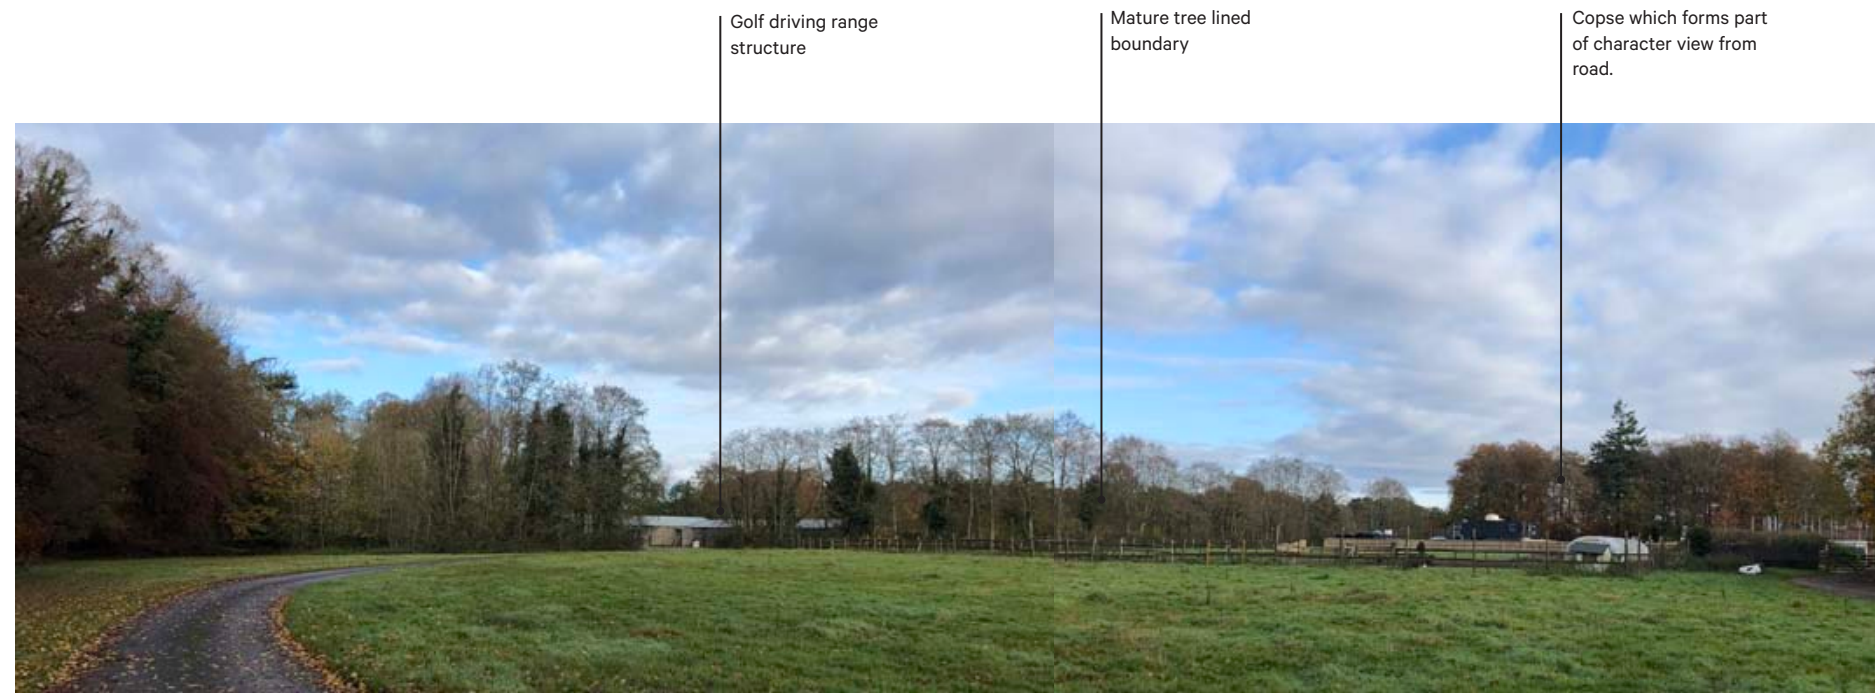 Golf driving range
structure
Mature tree lined
boundary
Copse which forms part
of character view from
road.